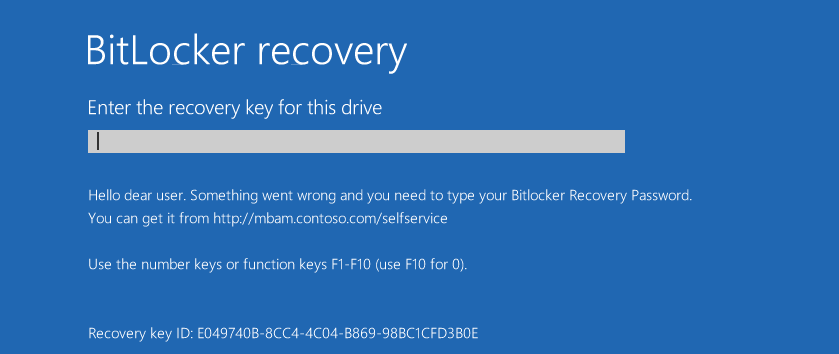 BitLocker recovery
Enter the recovery key for this drive
Hello dear user. Something went wrong and you need to type your Bitlocker Recovery Password.
You can get it from http://mbam.contoso.com/selfservice
Use the number keys or function keys F1-F10 (use F10 for 0).
Recovery key ID: E049740B-8CC4-4C04-B869-98BC1CFD3B0E